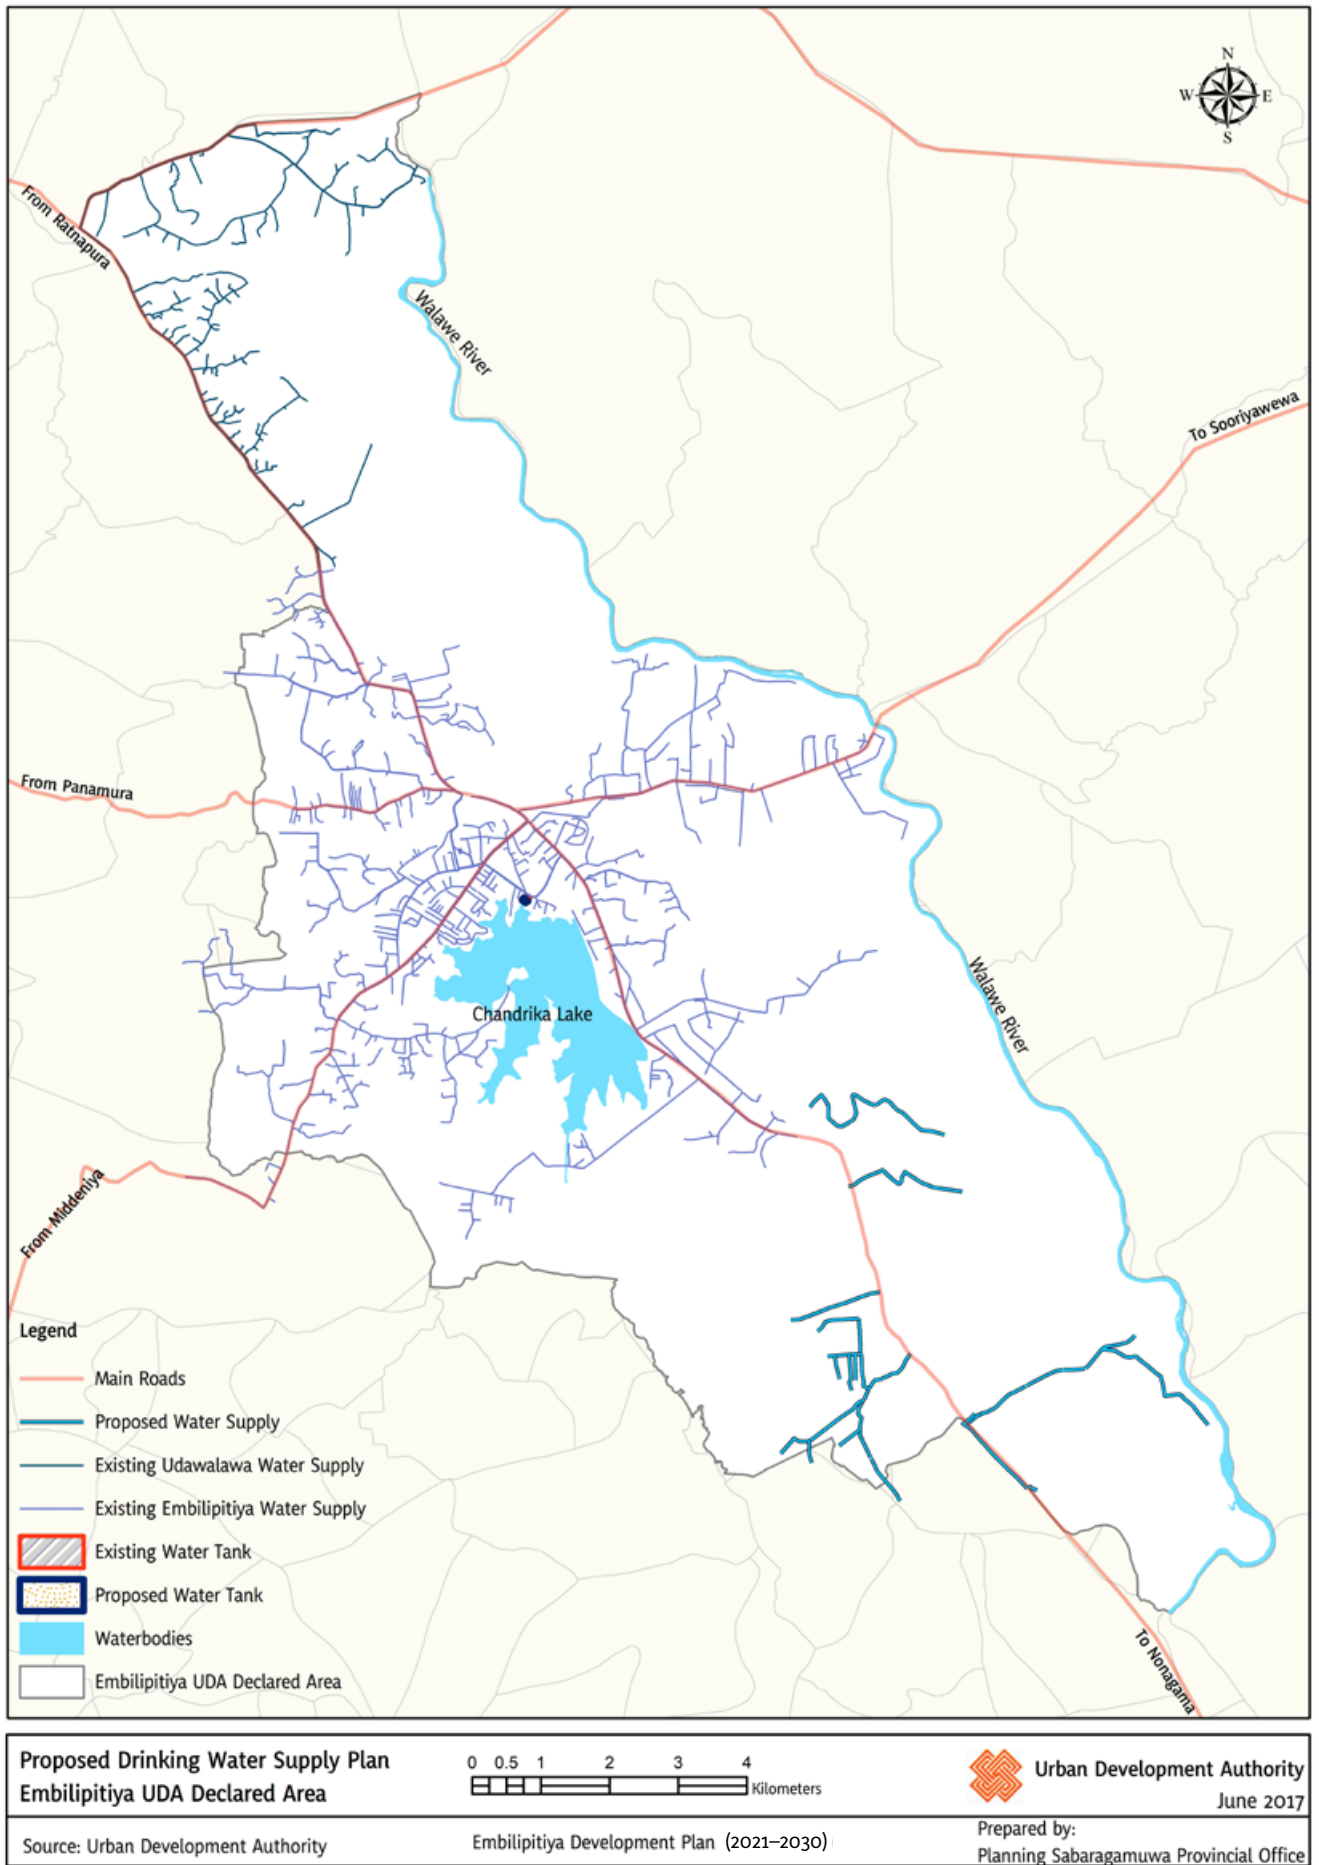 N
W
E
S
From Ratnapura
Walawe River
To Sooriyawewa
From Panamura
Chandrika Lake
Walawe River
From Middeniya
To Nonagama
Legend
Main Roads
Proposed Water Supply
Existing Udawalawa Water Supply
Existing Embilipitiya Water Supply
Existing Water Tank
Proposed Water Tank
Waterbodies
Embilipitiya UDA Declared Area
Proposed Drinking Water Supply Plan
Embilipitiya UDA Declared Area
0 0.5 1 2 3 4
Kilometers
Urban Development Authority
June 2017
Source: Urban Development Authority
Embilipitiya Development Plan (2021–2030)
Prepared by:
Planning Sabaragamuwa Provincial Office